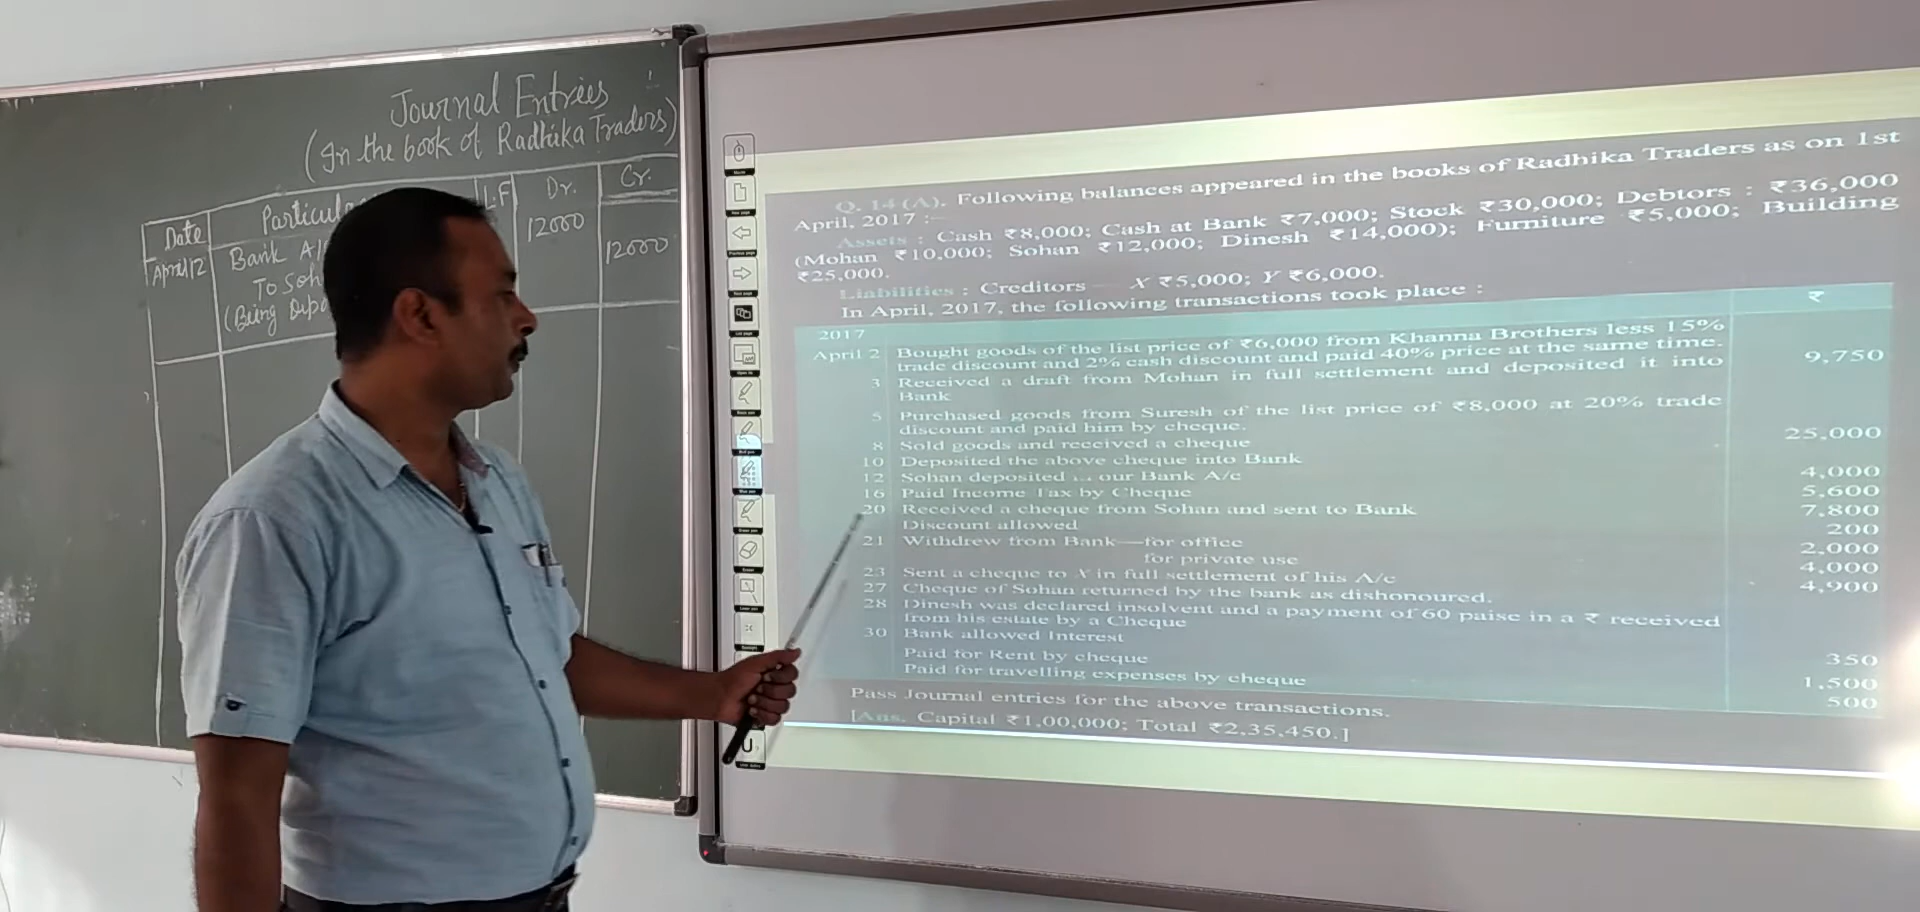 Journal Entries
(In the book of Radhika Traders)
Date
L.F
Dr.
Cr.
April 12
Bank A/c
12000
12000
To Soh
(Being Depo
Q. 14 (A). Following balances appeared in the books of Radhika Traders as on 1st
April, 2017 :–
Assets : Cash ₹8,000; Cash at Bank ₹7,000; Stock ₹30,000; Debtors : ₹36,000
(Mohan ₹10,000; Sohan ₹12,000; Dinesh ₹14,000); Furniture ₹5,000; Building
₹25,000.
Liabilities : Creditors — X ₹5,000; Y ₹6,000.
In April, 2017, the following transactions took place :
2017 ₹
April 2 Bought goods of the list price of ₹6,000 from Khanna Brothers less 15%
trade discount and 2% cash discount and paid 40% price at the same time.
3 Received a draft from Mohan in full settlement and deposited it into 9,750
Bank
5 Purchased goods from Suresh of the list price of ₹8,000 at 20% trade
discount and paid him by cheque.
8 Sold goods and received a cheque 25,000
10 Deposited the above cheque into Bank
12 Sohan deposited our Bank A/c 4,000
16 Paid Income Tax by Cheque 5,600
20 Received a cheque from Sohan and sent to Bank 7,800
Discount allowed 200
21 Withdrew from Bank—for office 2,000
for private use 4,000
23 Sent a cheque to X in full settlement of his A/c 4,900
27 Cheque of Sohan returned by the bank as dishonoured.
28 Dinesh was declared insolvent and a payment of 60 paise in a ₹ received
from his estate by a Cheque
30 Bank allowed Interest 350
Paid for Rent by cheque 1,500
Paid for travelling expenses by cheque 500
Pass Journal entries for the above transactions.
[Ans. Capital ₹1,00,000; Total ₹2,35,450.]